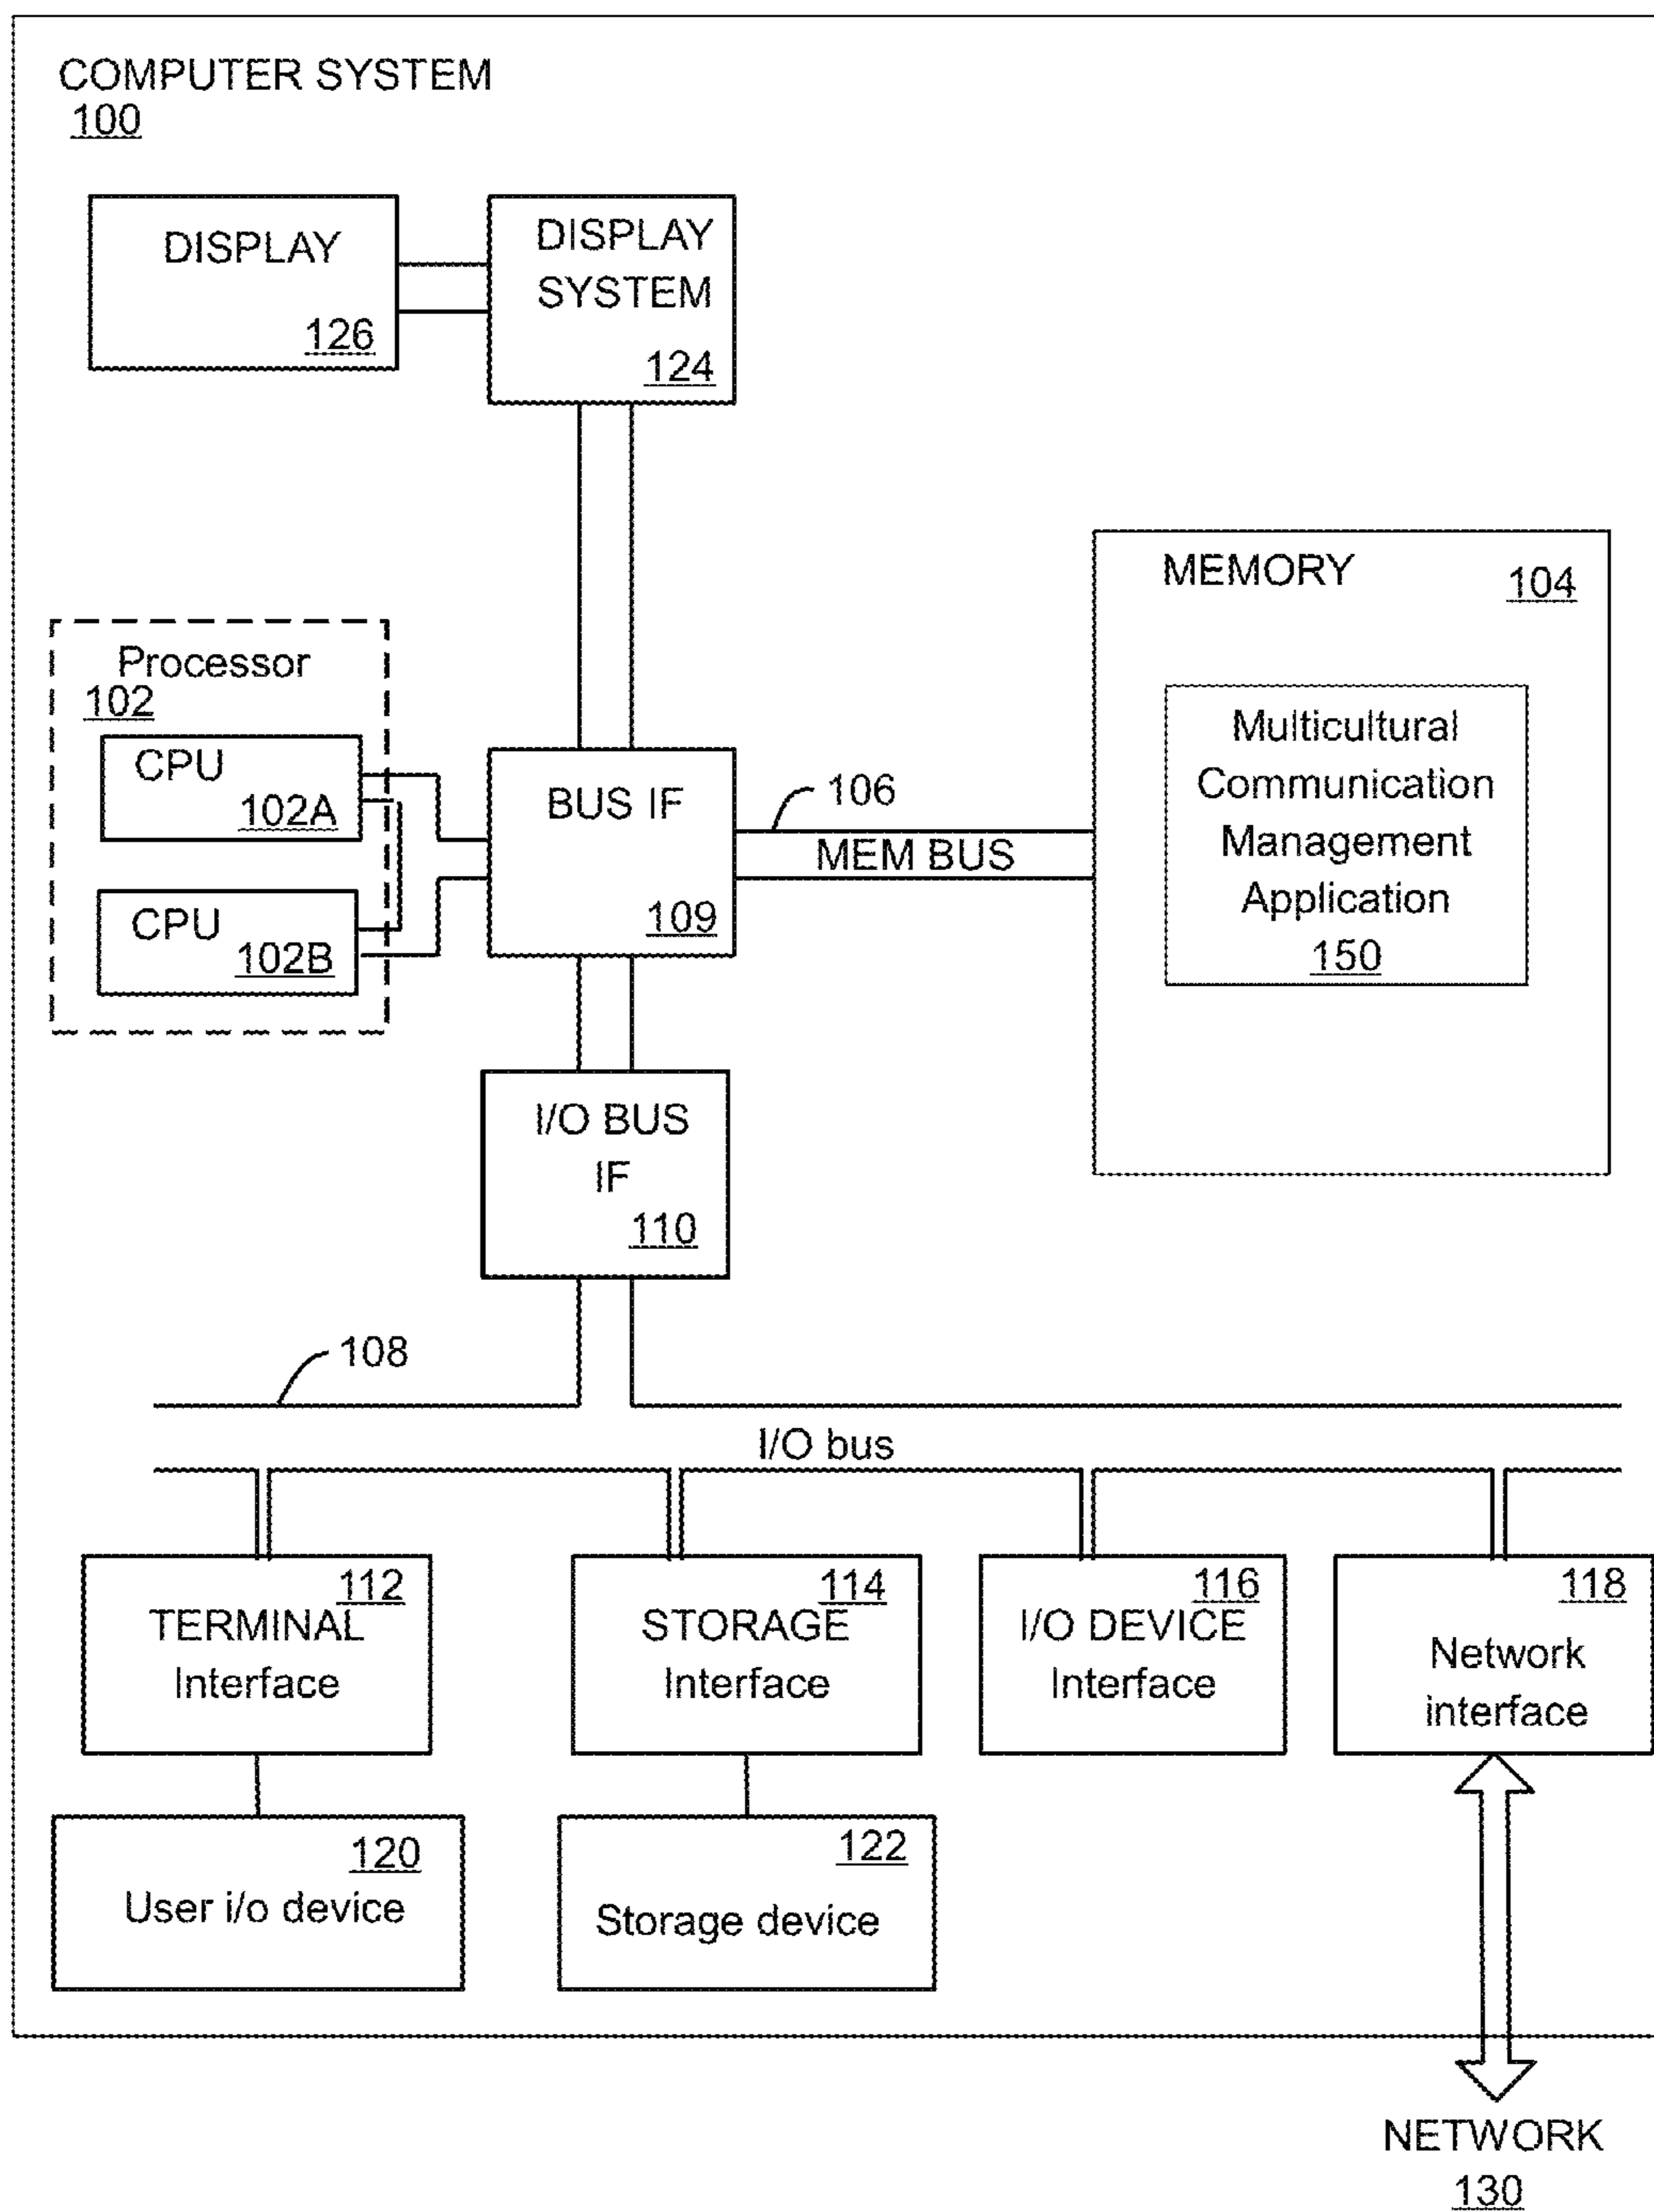 COMPUTER SYSTEM
100
DISPLAY
126
DISPLAY
SYSTEM
124
MEMORY
104
Multicultural
Communication
Management
Application
150
Processor
102
CPU
102A
CPU
102B
BUS IF
109
106
MEM BUS
I/O BUS
IF
110
108
I/O bus
112
TERMINAL
Interface
114
STORAGE
Interface
116
I/O DEVICE
Interface
118
Network
interface
120
User i/o device
122
Storage device
NETWORK
130